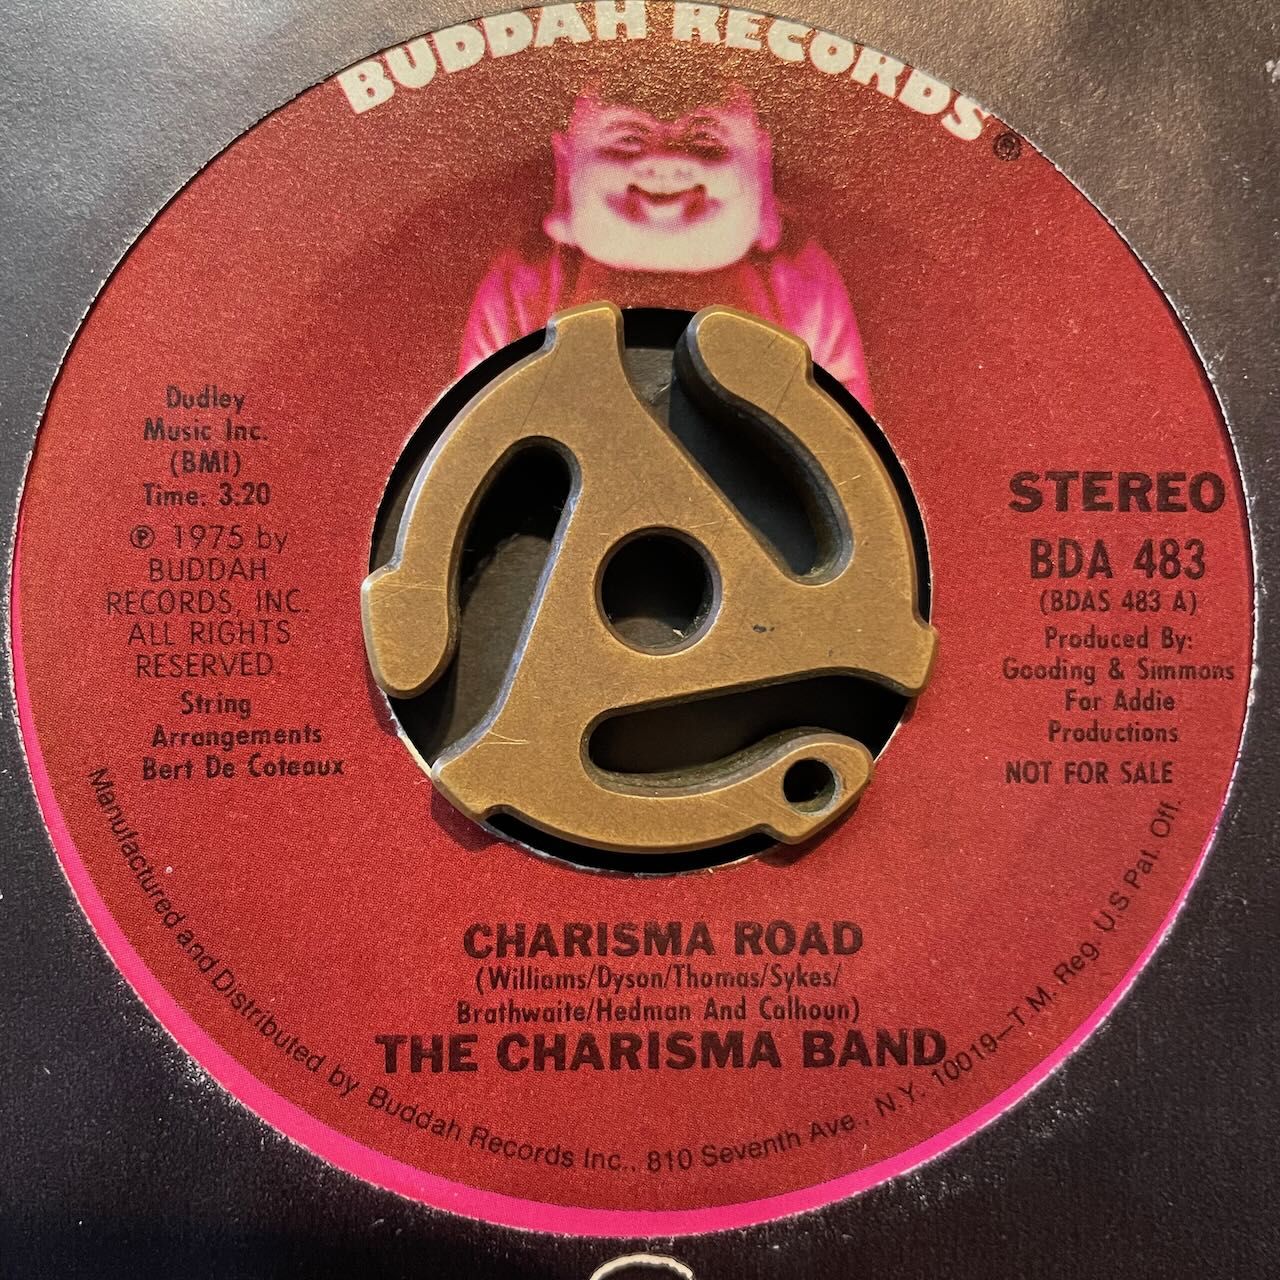 BUDDAH RECORDS®
Dudley
Music Inc.
(BMI)
Time: 3:20
℗ 1975 by
BUDDAH
RECORDS, INC.
ALL RIGHTS
RESERVED.
String
Arrangements
Bert De Coteaux
STEREO
BDA 483
(BDAS 483 A)
Produced By:
Gooding & Simmons
For Addie
Productions
NOT FOR SALE
CHARISMA ROAD
(Williams/Dyson/Thomas/Sykes/
Brathwaite/Hedman And Calhoun)
THE CHARISMA BAND
Manufactured and Distributed by Buddah Records Inc., 810 Seventh Ave., N.Y. 10019—T.M. Reg. U.S. Pat. Off.